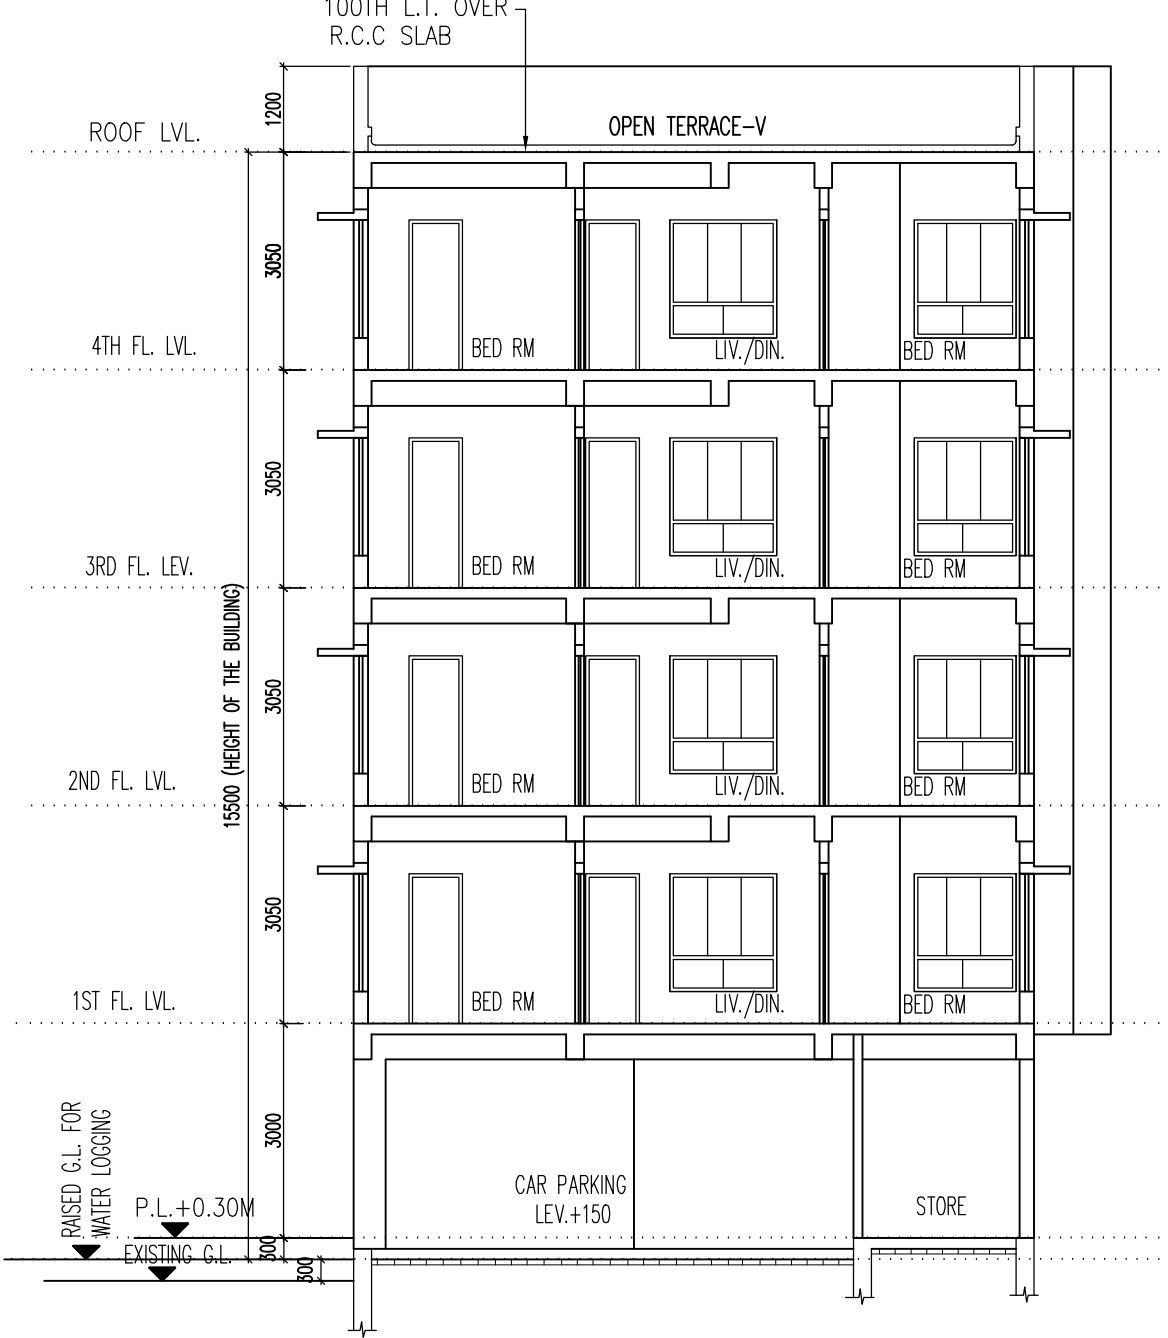 100TH L.T. OVER
R.C.C SLAB
1200
OPEN TERRACE-V
ROOF LVL.
3050
4TH FL. LVL.
BED RM
LIV./DIN.
BED RM
3050
3RD FL. LEV.
BED RM
LIV./DIN.
BED RM
15500 (HEIGHT OF THE BUILDING)
3050
2ND FL. LVL.
BED RM
LIV./DIN.
BED RM
3050
1ST FL. LVL.
BED RM
LIV./DIN.
BED RM
3000
RAISED G.L. FOR
WATER LOGGING
CAR PARKING
LEV.+150
STORE
P.L.+0.30M
300
EXISTING G.L.
300